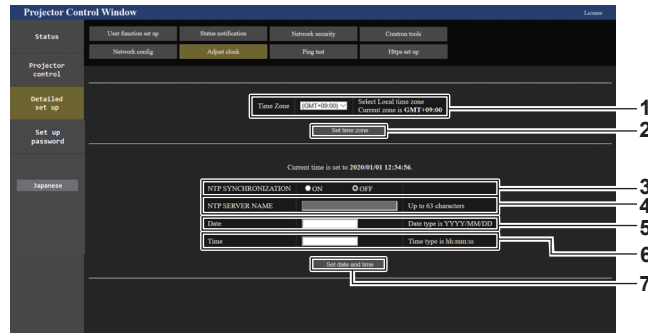 Projector Control Window
License
Status
Projector control
Detailed set up
Set up password
Japanese
User function set up
Status notification
Network security
Crestron tools
Network config
Adjust clock
Ping test
Https set up
Time Zone
(GMT+09:00)
Select Local time zone
Current zone is GMT+09:00
1
Set time zone
2
Current time is set to 2020/01/01 12:34:56.
NTP SYNCHRONIZATION
ON
OFF
3
NTP SERVER NAME
Up to 63 characters
4
Date
Date type is YYYY/MM/DD
5
Time
Time type is hh:mm:ss
6
Set date and time
7